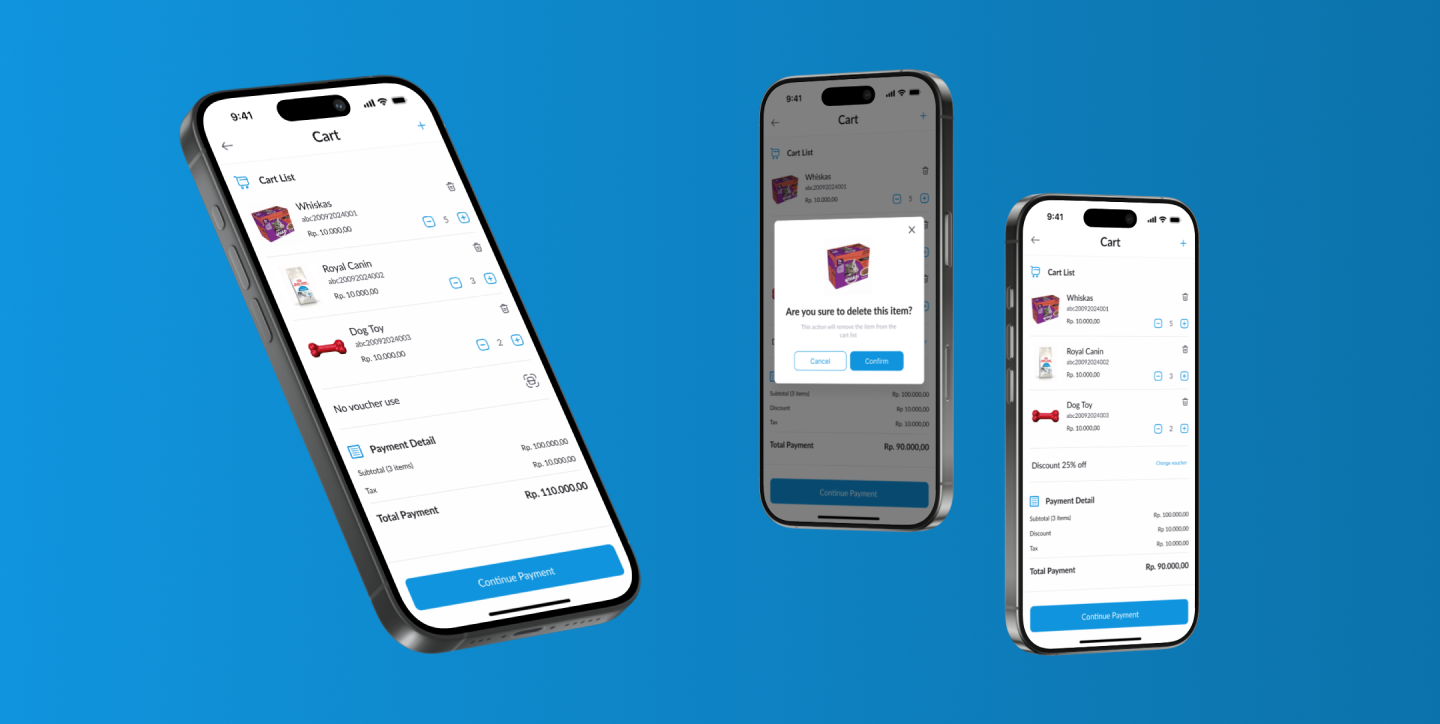 9:41
Cart
+
Cart List
Whiskas
abc20092024001
Rp. 10.000,00
5
Royal Canin
abc20092024002
Rp. 10.000,00
3
Dog Toy
abc20092024003
Rp. 10.000,00
2
No voucher use
Payment Detail
Subtotal (3 items) Rp. 100.000,00
Tax Rp. 10.000,00
Total Payment Rp. 110.000,00
Continue Payment
9:41
Cart
+
Cart List
Whiskas
abc20092024001
Rp. 10.000,00
5
Are you sure to delete this item?
This action will remove the item from the
cart list
Cancel Confirm
Subtotal (3 items) Rp. 100.000,00
Discount Rp 10.000,00
Tax Rp. 10.000,00
Total Payment Rp. 90.000,00
Continue Payment
9:41
Cart
+
Cart List
Whiskas
abc20092024001
Rp. 10.000,00
5
Royal Canin
abc20092024002
Rp. 10.000,00
3
Dog Toy
abc20092024003
Rp. 10.000,00
2
Discount 25% off Change voucher
Payment Detail
Subtotal (3 items) Rp. 100.000,00
Discount Rp 10.000,00
Tax Rp. 10.000,00
Total Payment Rp. 90.000,00
Continue Payment